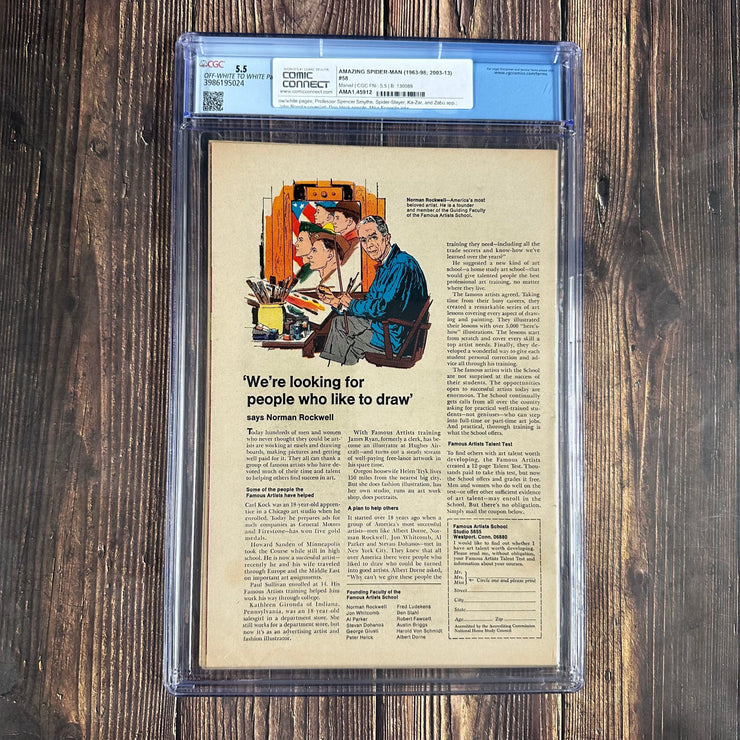 CGC 5.5
OFF-WHITE TO WHITE Pa
3986195024
COMIC
CONNECT
www.comicconnect.com
AMAZING SPIDER-MAN (1963-98; 2003-13)
#58
Marvel | CGC FN-: 5.5 | B: 130389
AMA1.45912
ow/white pages; Professor Spencer Smythe, Spider-Slayer, Ka-Zar, and Zabu app.;
www.cgccomics.com/terms
Norman Rockwell—America's most
beloved artist. He is a founder
and member of the Guiding Faculty
of the Famous Artists School.
'We're looking for
people who like to draw'
says Norman Rockwell
Today hundreds of men and women
who never thought they could be art-
ists are working at easels and drawing
boards, making pictures and getting
well paid for it. They all can thank a
group of famous artists who have de-
voted much of their time and talent
to helping others find success in art.
Some of the people the
Famous Artists have helped
Carl Kock was an 18-year-old appren-
tice in a Chicago art studio when he
enrolled. Today he prepares ads for
such companies as General Motors
and Firestone—has won five gold
medals.
Howard Sanden of Minneapolis
took the Course while still in high
school. He is now a successful artist—
recently he and his wife traveled
through Europe and the Middle East
on important art assignments.
Paul Sullivan enrolled at 14. His
Famous Artists training helped him
work his way through college.
Kathleen Gironda of Indiana,
Pennsylvania, was an 18-year-old
salesgirl in a department store. She
still works for a department store, but
now it's as an advertising artist and
fashion illustrator.
With Famous Artists training
James Ryan, formerly a clerk, has be-
come an illustrator at Hughes Air-
craft—and turns out a steady stream
of well-paying free-lance artwork in
his spare time.
Oregon housewife Helen Tryk lives
150 miles from the nearest big city.
But she does fashion illustration, has
her own studio, runs an art work
shop, does portraits.
A plan to help others
It started over 18 years ago when a
group of America's most successful
artists—men like Albert Dorne, Nor-
man Rockwell, Jon Whitcomb, Al
Parker and Stevan Dohanos—met in
New York City. They knew that all
over America there were people who
liked to draw who could be turned
into good artists. Albert Dorne asked,
"Why can't we give these people the
Founding Faculty of the
Famous Artists School
Norman Rockwell
Jon Whitcomb
Al Parker
Stevan Dohanos
George Giusti
Peter Helck
Fred Ludekens
Ben Stahl
Robert Fawcett
Austin Briggs
Harold Von Schmidt
Albert Dorne
training they need—including all the
trade secrets and know-how we've
learned over the years?"
He suggested a new kind of art
school—a home study art school—that
would give talented people the best
professional art training, no matter
where they live.
The famous artists agreed. Taking
time from their busy careers, they
created a remarkable series of art
lessons covering every aspect of draw-
ing and painting. They illustrated
their lessons with over 5,000 "here's-
how" illustrations. The lessons start
from scratch and cover every skill a
top artist needs. Finally, they de-
veloped a wonderful way to give each
student personal correction and ad-
vice—by mail.
The famous artists with the School
are not surprised at the success of
their students. The opportunities
open to successful artists today are
enormous. The School continually
gets calls from all over the country
asking for practical well-trained stu-
dents—not geniuses—who can step
into full-time or part-time art jobs.
And practical, thorough training is
what the School offers.
Famous Artists Talent Test
To find others with art talent worth
developing, the Famous Artists
created a 12-page Talent Test. Thou-
sands paid to take this test, but now
the School offers and grades it free.
Men and women who do well on the
test—or offer other sufficient evidence
of art talent—may enroll in the
School. But there's no obligation.
Simply mail the coupon below.
Famous Artists School
Studio 5855
Westport, Conn. 06880
I would like to find out whether I
have art talent worth developing.
Please send me, without obligation,
your Famous Artists Talent Test
and information about your courses.
Mr.
Mrs. ← Circle one and please print
Miss
Street
City
State
Age Zip
Accredited by the Accrediting Commission
National Home Study Council